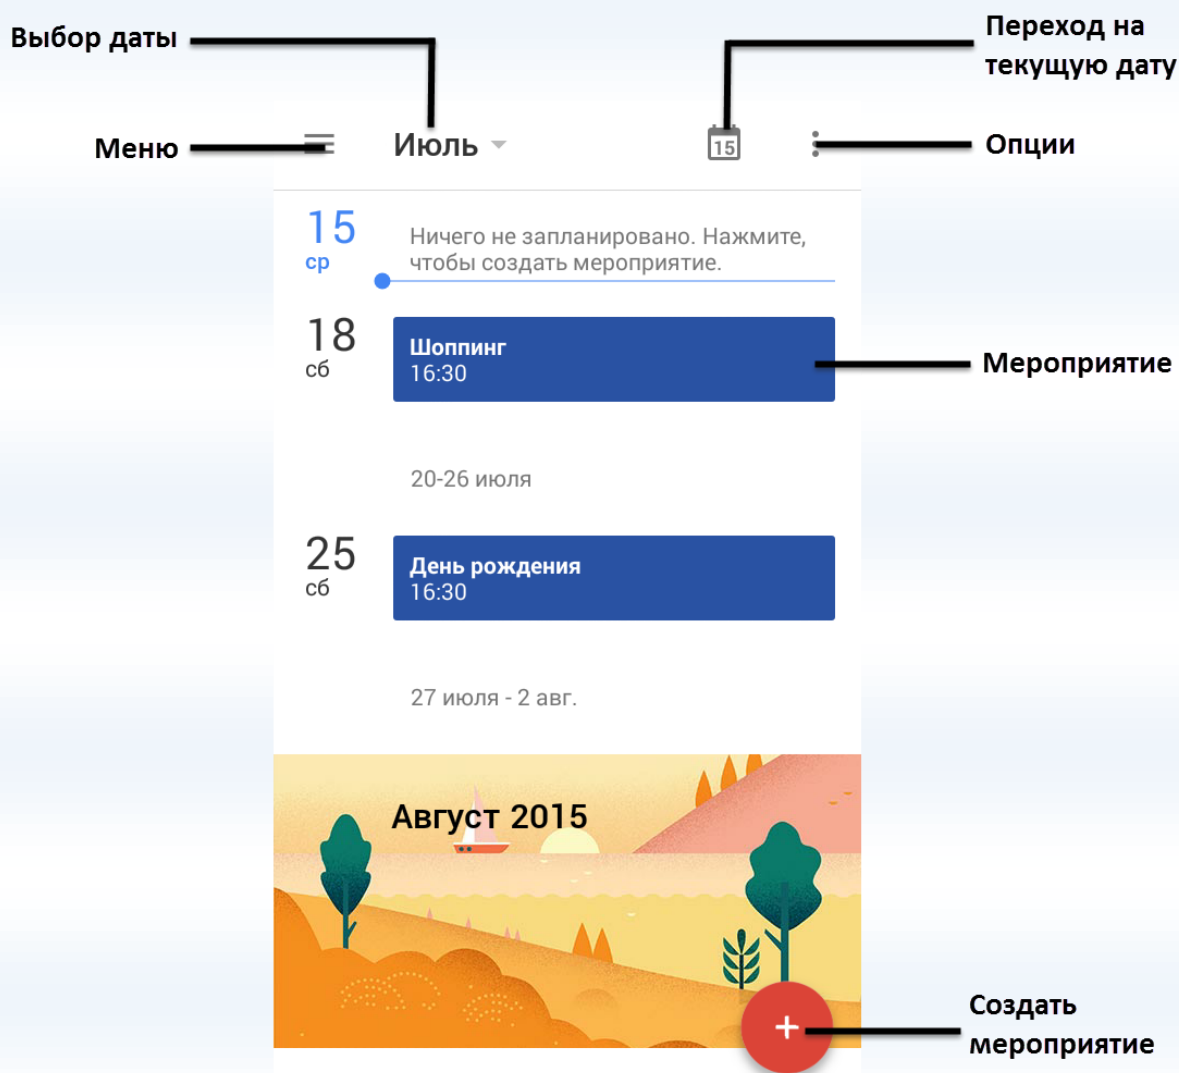 Выбор даты
Переход на
текущую дату
Меню
Июль
15
Опции
15
ср
Ничего не запланировано. Нажмите,
чтобы создать мероприятие.
18
сб
Шоппинг
16:30
Мероприятие
20-26 июля
25
сб
День рождения
16:30
27 июля - 2 авг.
Август 2015
+
Создать
мероприятие